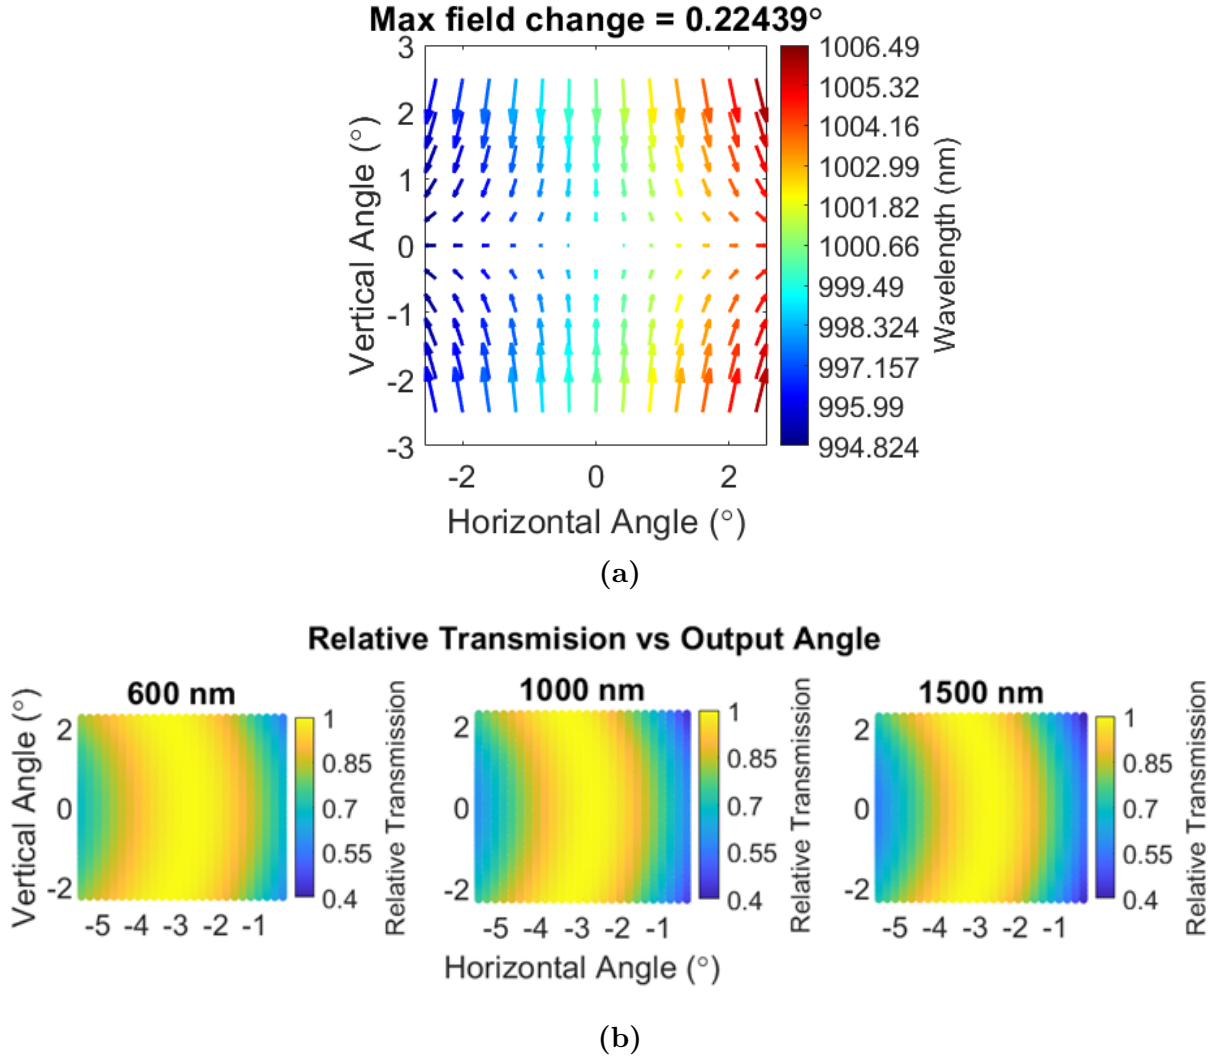 Max field change = 0.22439°
3
2
1
0
-1
-2
-3
Vertical Angle (°)
-2
0
2
Horizontal Angle (°)
1006.49
1005.32
1004.16
1002.99
1001.82
1000.66
999.49
998.324
997.157
995.99
994.824
Wavelength (nm)
(a)
Relative Transmision vs Output Angle
600 nm
1000 nm
1500 nm
Vertical Angle (°)
2
0
-2
-5 -4 -3 -2 -1
1
0.85
0.7
0.55
0.4
Relative Transmission
2
0
-2
-5 -4 -3 -2 -1
1
0.85
0.7
0.55
0.4
Relative Transmission
2
0
-2
-5 -4 -3 -2 -1
1
0.85
0.7
0.55
0.4
Relative Transmission
Horizontal Angle (°)
(b)